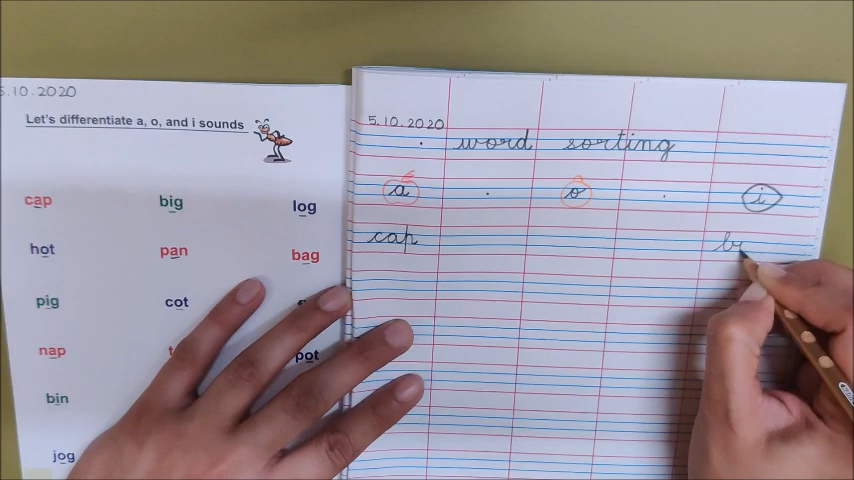 5.10.2020
Let's differentiate a, o, and i sounds
cap big log
hot pan bag
pig cot
nap t
pot
bin
jog
5.10.2020
word sorting
a o i
cap bi